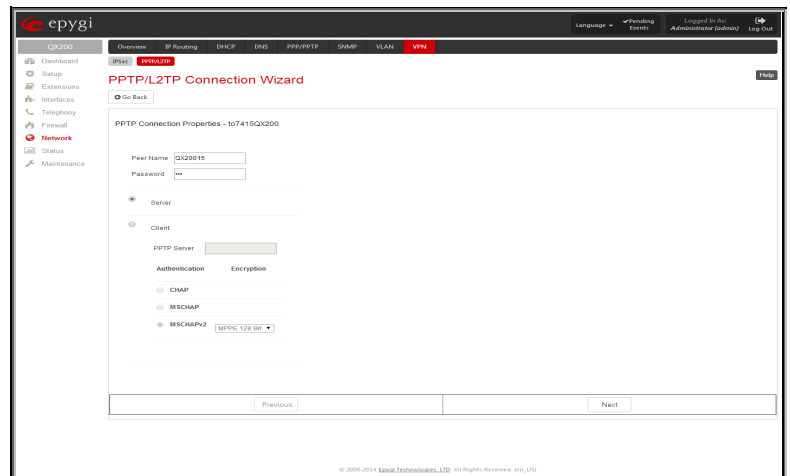 epygi
Language
Pending Events
Logged In As:
Administrator (admin)
Log Out
QX200
Overview IP Routing DHCP DNS PPP/PPTP SNMP VLAN VPN
Dashboard
Setup
Extensions
Interfaces
Telephony
Firewall
Network
Status
Maintenance
IPSec PPTP/L2TP
PPTP/L2TP Connection Wizard
Help
Go Back
PPTP Connection Properties - to7415QX200
Peer Name QX20015
Password •••
Server
Client
PPTP Server
Authentication Encryption
CHAP
MSCHAP
MSCHAPv2 MPPE 128 Bit
Previous Next
© 2000-2014 Epygi Technologies, LTD. All Rights Reserved. (en_US)